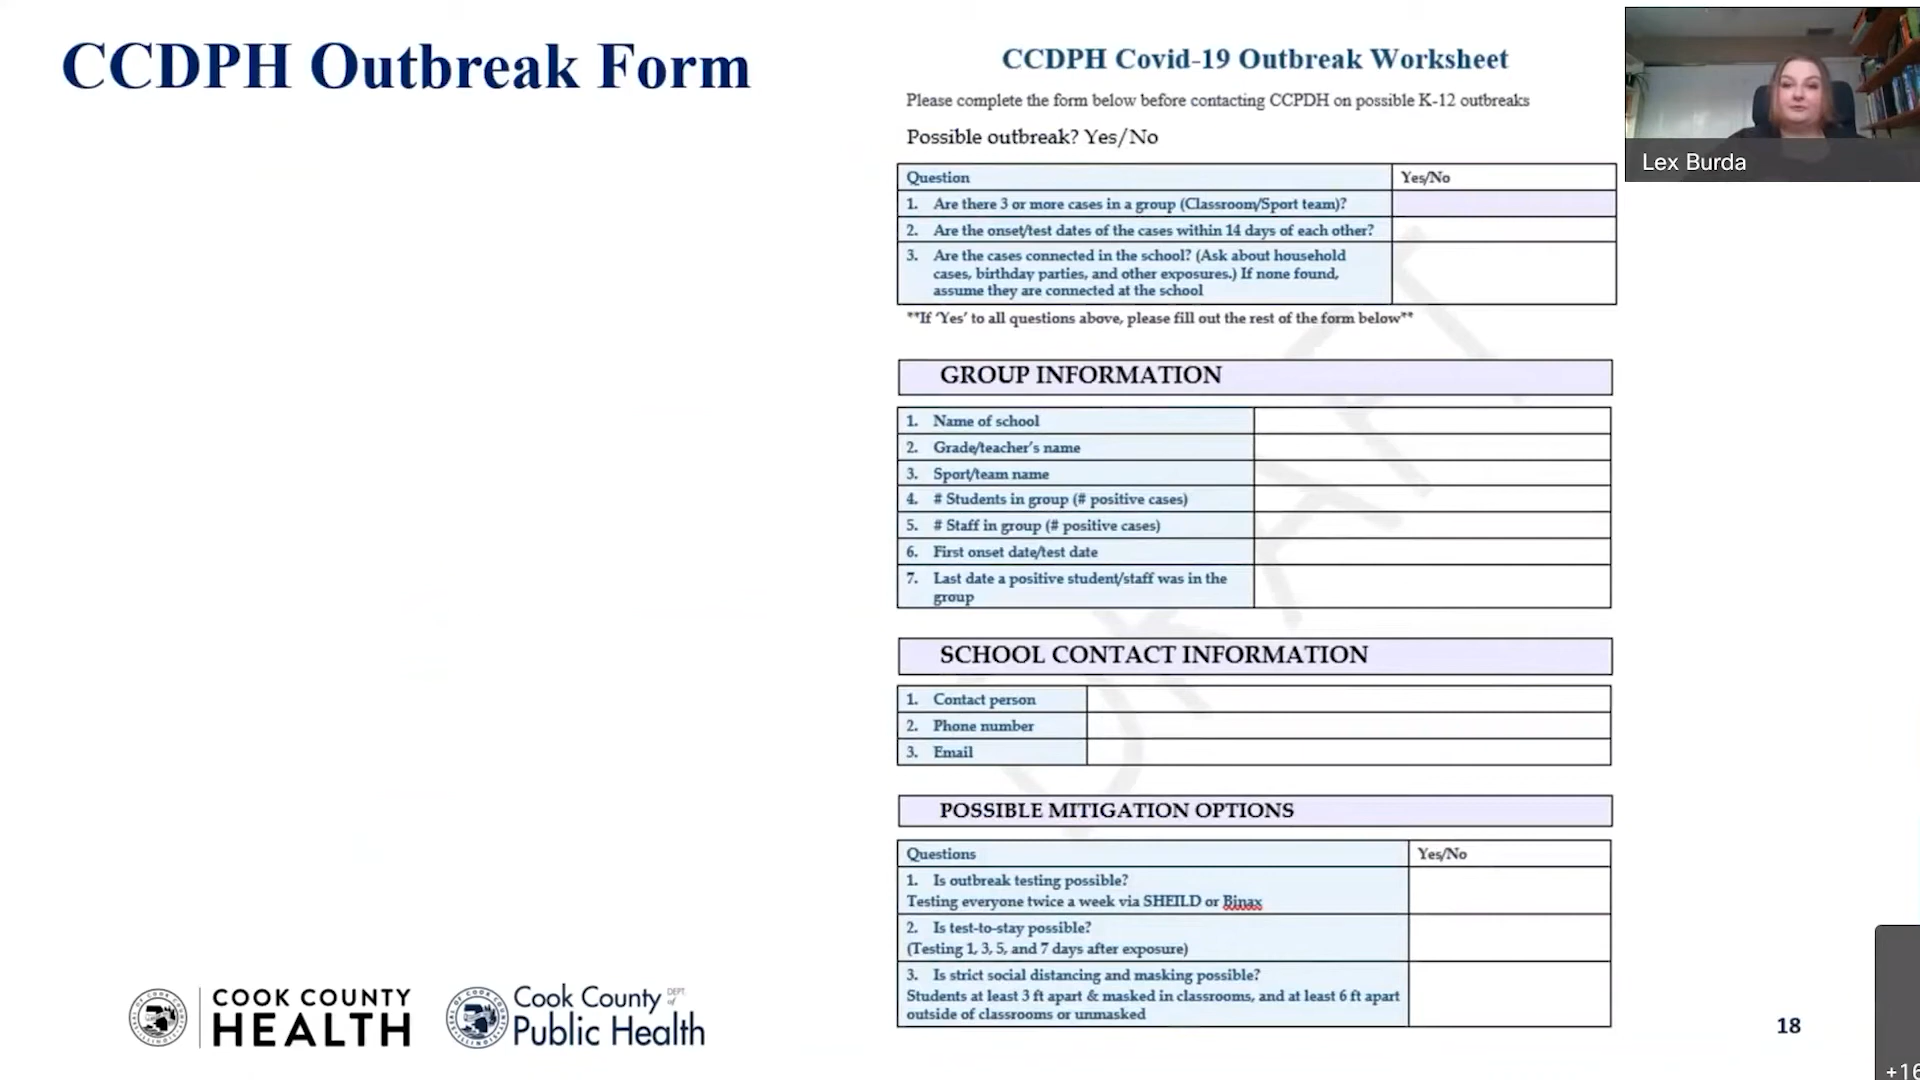 CCDPH Outbreak Form
CCDPH Covid-19 Outbreak Worksheet
Please complete the form below before contacting CCPDH on possible K-12 outbreaks
Possible outbreak? Yes/No
Question Yes/No
1. Are there 3 or more cases in a group (Classroom/Sport team)?
2. Are the onset/test dates of the cases within 14 days of each other?
3. Are the cases connected in the school? (Ask about household
cases, birthday parties, and other exposures.) If none found,
assume they are connected at the school
**If ‘Yes’ to all questions above, please fill out the rest of the form below**
GROUP INFORMATION
1. Name of school
2. Grade/teacher’s name
3. Sport/team name
4. # Students in group (# positive cases)
5. # Staff in group (# positive cases)
6. First onset date/test date
7. Last date a positive student/staff was in the
group
SCHOOL CONTACT INFORMATION
1. Contact person
2. Phone number
3. Email
POSSIBLE MITIGATION OPTIONS
Questions Yes/No
1. Is outbreak testing possible?
Testing everyone twice a week via SHEILD or Binax
2. Is test-to-stay possible?
(Testing 1, 3, 5, and 7 days after exposure)
3. Is strict social distancing and masking possible?
Students at least 3 ft apart & masked in classrooms, and at least 6 ft apart
outside of classrooms or unmasked
DRAFT
Lex Burda
COOK COUNTY
HEALTH
Cook County DEPT. of
Public Health
18
+16